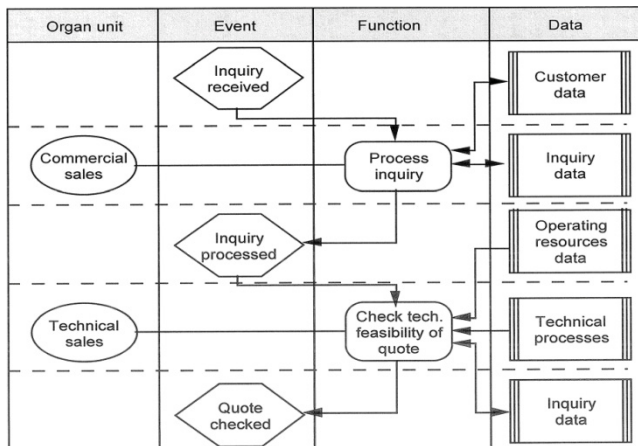 Organ unit
Event
Function
Data
Inquiry
received
Customer
data
Commercial
sales
Process
inquiry
Inquiry
data
Inquiry
processed
Operating
resources
data
Technical
sales
Check tech.
feasibility of
quote
Technical
processes
Quote
checked
Inquiry
data